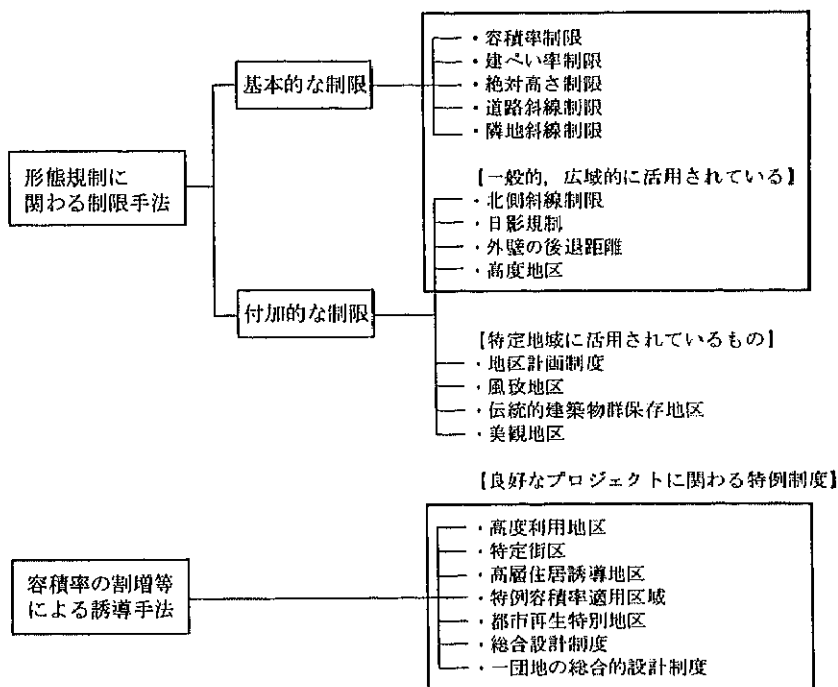 ・容積率制限
・建ぺい率制限
基本的な制限
・絶対高さ制限
・道路斜線制限
・隣地斜線制限
形態規制に
関わる制限手法
【一般的，広域的に活用されている】
・北側斜線制限
・日影規制
・外壁の後退距離
・高度地区
付加的な制限
【特定地域に活用されているもの】
・地区計画制度
・風致地区
・伝統的建築物群保存地区
・美観地区
【良好なプロジェクトに関わる特例制度】
・高度利用地区
・特定街区
・高層住居誘導地区
容積率の割増等
による誘導手法
・特例容積率適用区域
・都市再生特別地区
・総合設計制度
・一団地の総合的設計制度